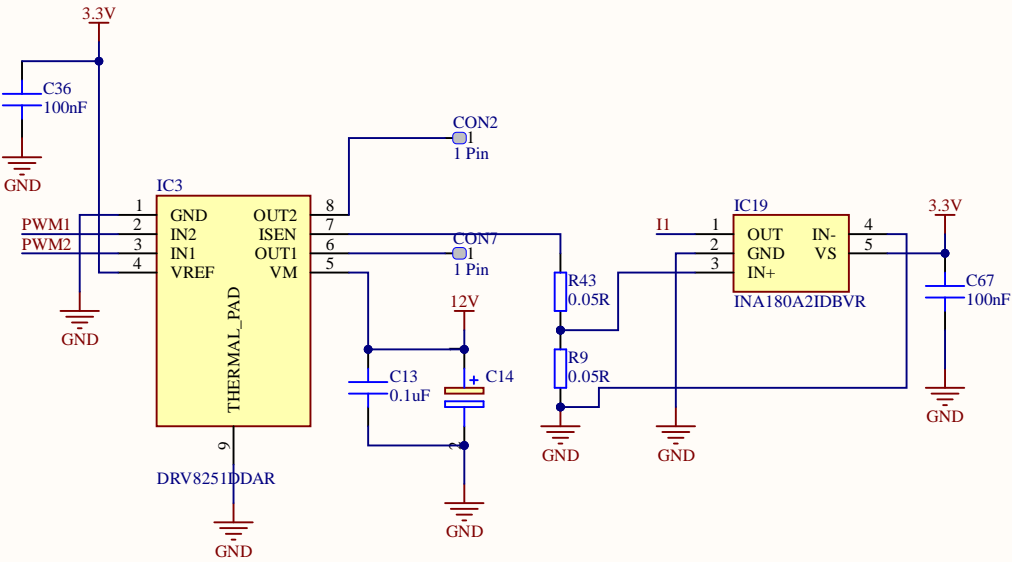 3.3V
C36
100nF
GND
CON2
1
1 Pin
IC3
1 GND OUT2 8
PWM1 2 IN2 ISEN 7
PWM2 3 IN1 OUT1 6
4 VREF VM 5
CON7
1
1 Pin
THERMAL_PAD
9
DRV8251DDAR
GND
GND
12V
C13
0.1uF
+ C14
2
GND
R43
0.05R
R9
0.05R
GND
IC19
I1 1 OUT IN- 4
2 GND VS 5
3 IN+
INA180A2IDBVR
GND
3.3V
C67
100nF
GND